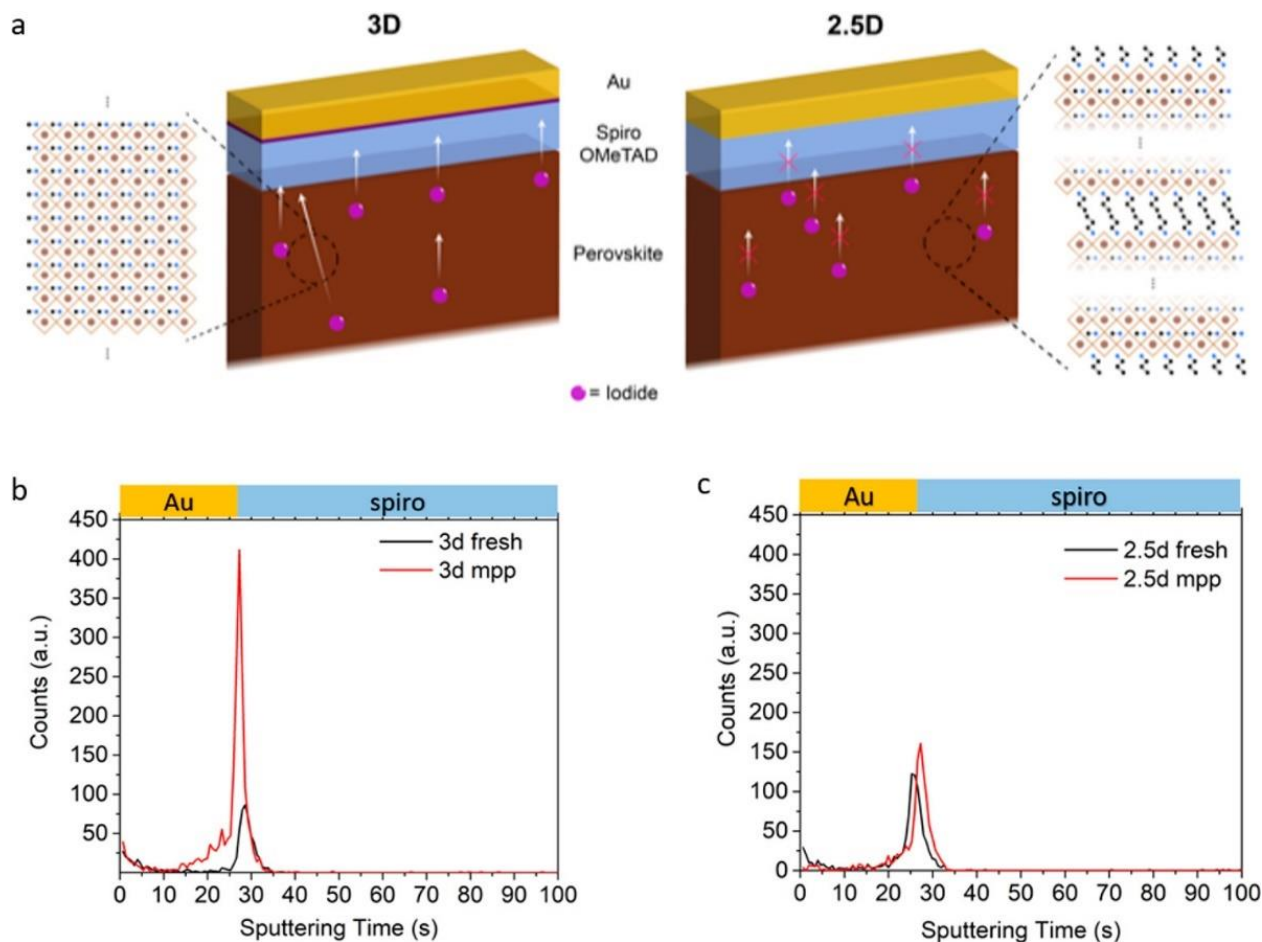 a
3D
2.5D
Au
Spiro
OMeTAD
Perovskite
= Iodide
b
Au
spiro
450
400
350
300
250
200
150
100
50
3d fresh
3d mpp
Counts (a.u.)
0 10 20 30 40 50 60 70 80 90 100
Sputtering Time (s)
c
Au
spiro
450
400
350
300
250
200
150
100
50
0
2.5d fresh
2.5d mpp
Counts (a.u.)
0 10 20 30 40 50 60 70 80 90 100
Sputtering Time (s)